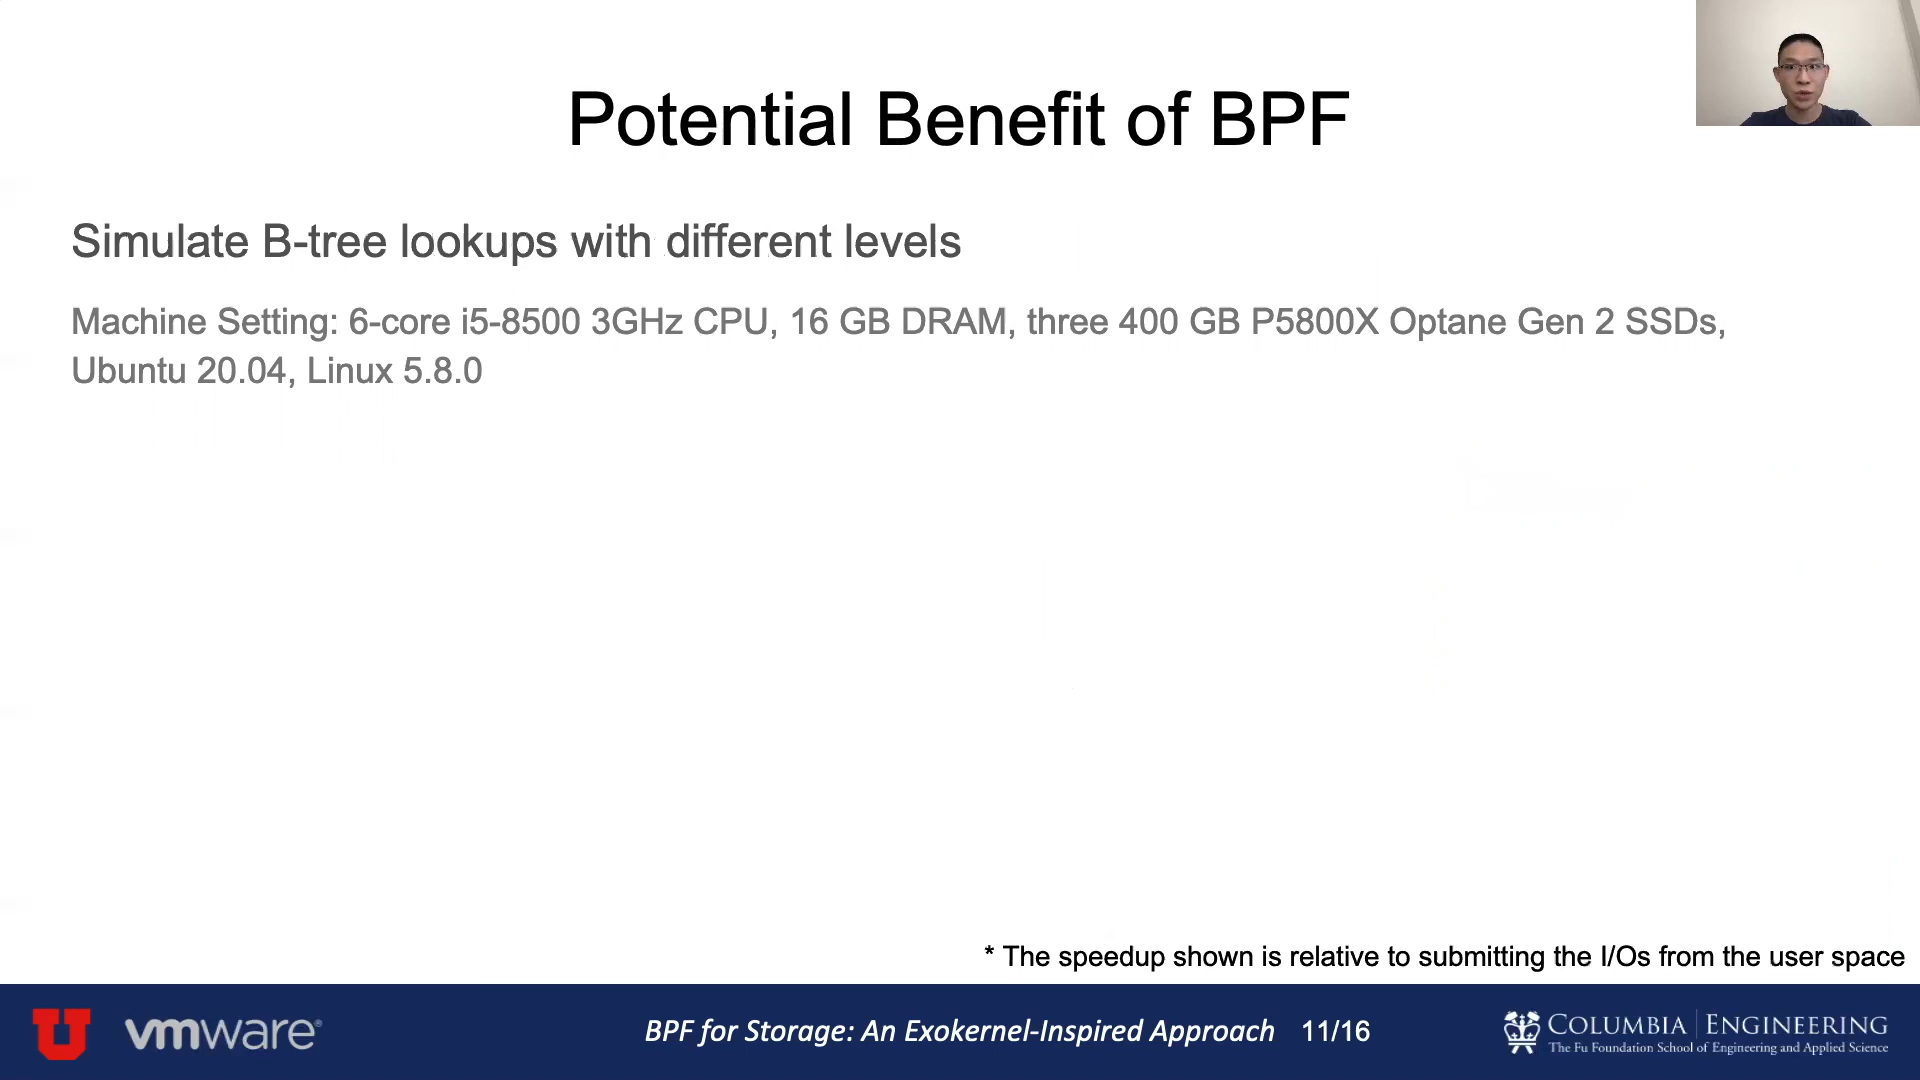 Potential Benefit of BPF
Simulate B-tree lookups with different levels
Machine Setting: 6-core i5-8500 3GHz CPU, 16 GB DRAM, three 400 GB P5800X Optane Gen 2 SSDs,
Ubuntu 20.04, Linux 5.8.0
* The speedup shown is relative to submitting the I/Os from the user space
U
vmware®
BPF for Storage: An Exokernel-Inspired Approach 11/16
COLUMBIA | ENGINEERING
The Fu Foundation School of Engineering and Applied Science